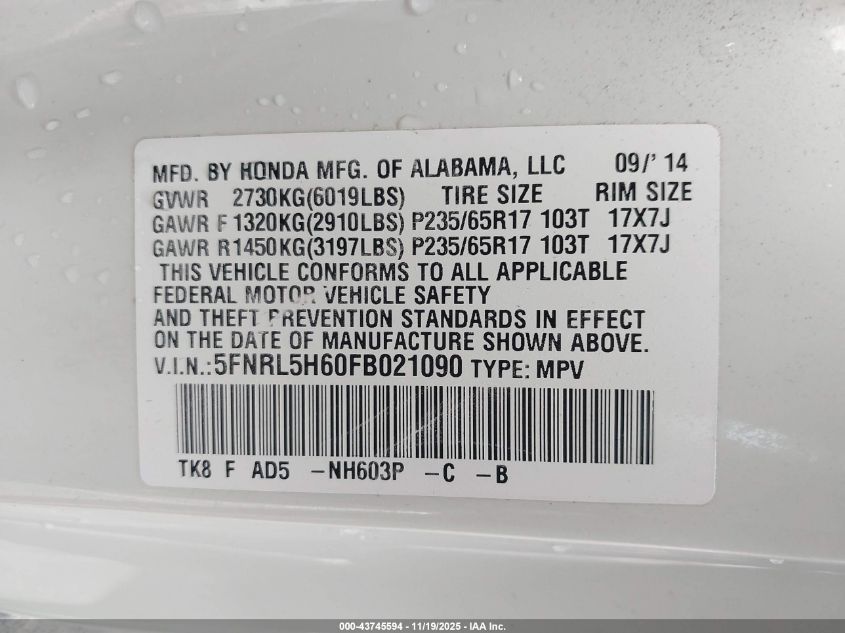 MFD. BY HONDA MFG. OF ALABAMA, LLC 09/' 14
GVWR 2730KG(6019LBS) TIRE SIZE RIM SIZE
GAWR F 1320KG(2910LBS) P235/65R17 103T 17X7J
GAWR R1450KG(3197LBS) P235/65R17 103T 17X7J
THIS VEHICLE CONFORMS TO ALL APPLICABLE
FEDERAL MOTOR VEHICLE SAFETY
AND THEFT PREVENTION STANDARDS IN EFFECT
ON THE DATE OF MANUFACTURE SHOWN ABOVE.
V.I.N.:5FNRL5H60FB021090 TYPE: MPV
TK8 F AD5 -NH603P -C -B
000-43745594 - 11/19/2025 - IAA Inc.